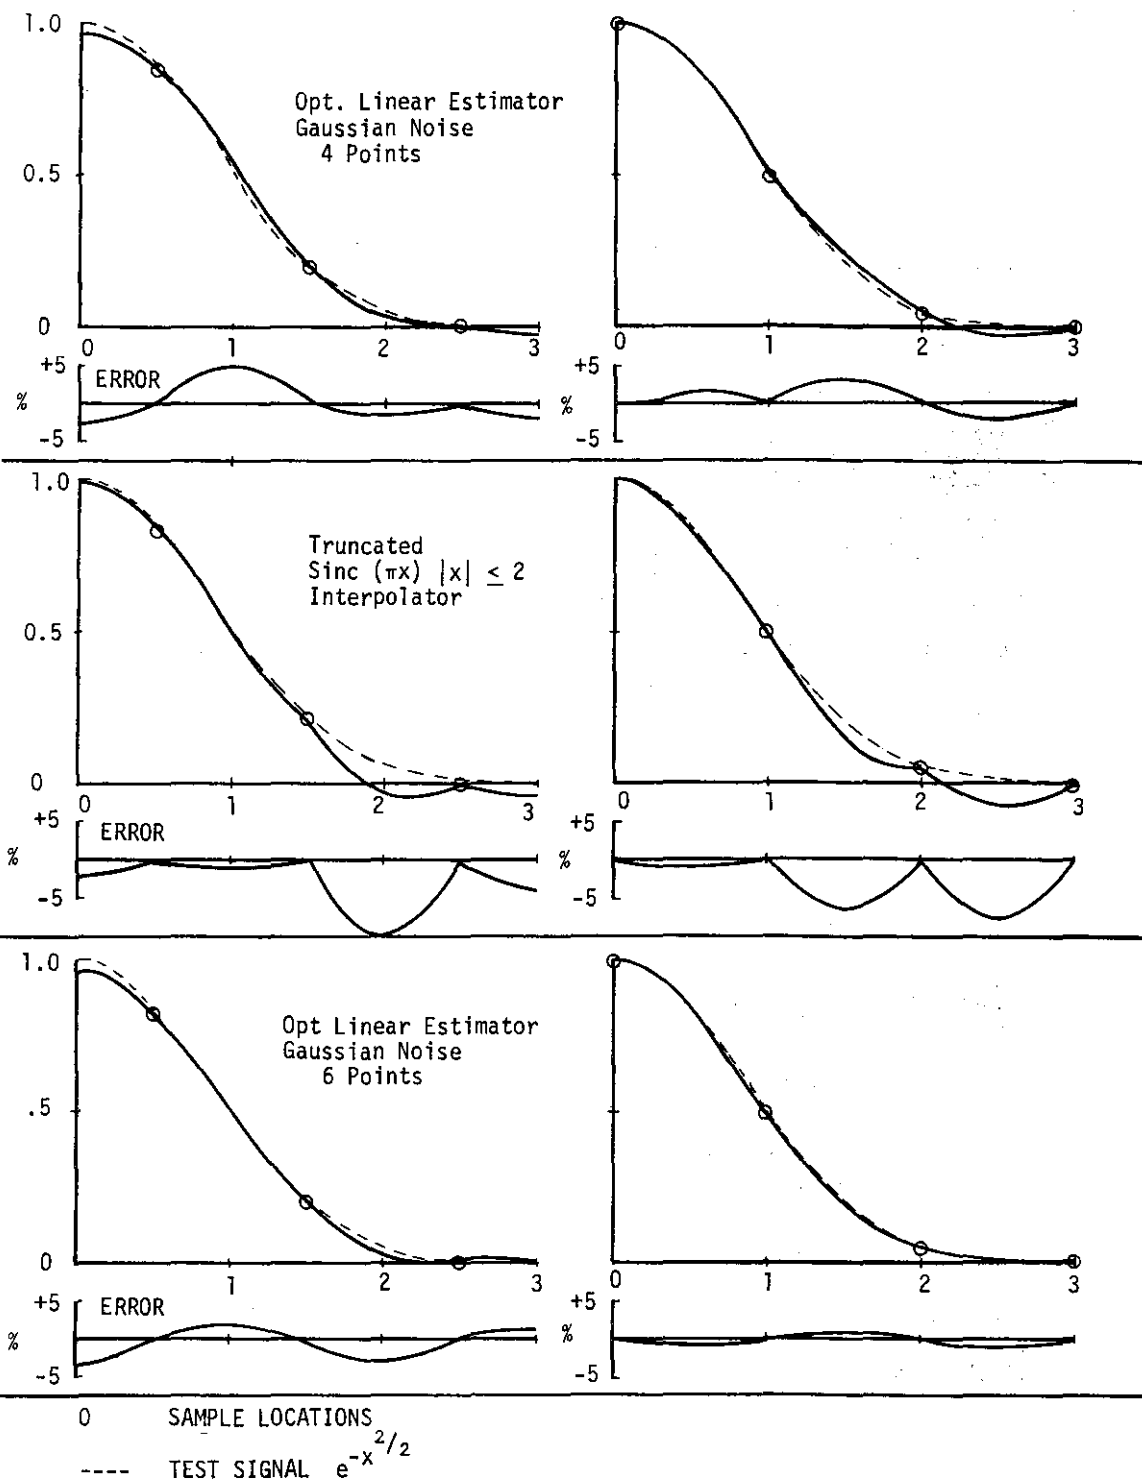 1.0
Opt. Linear Estimator
Gaussian Noise
4 Points
0.5
0
0 1 2 3
0 1 2 3
+5 ERROR
%
-5
+5
%
-5
1.0
Truncated
Sinc (πx) |x| ≤ 2
Interpolator
0.5
0
0 1 2 3
0 1 2 3
+5 ERROR
%
-5
+5
%
-5
1.0
Opt Linear Estimator
Gaussian Noise
6 Points
.5
0
1 2 3
0 1 2 3
+5 ERROR
%
-5
+5
%
-5
O SAMPLE LOCATIONS
---- TEST SIGNAL e^-x^2/2